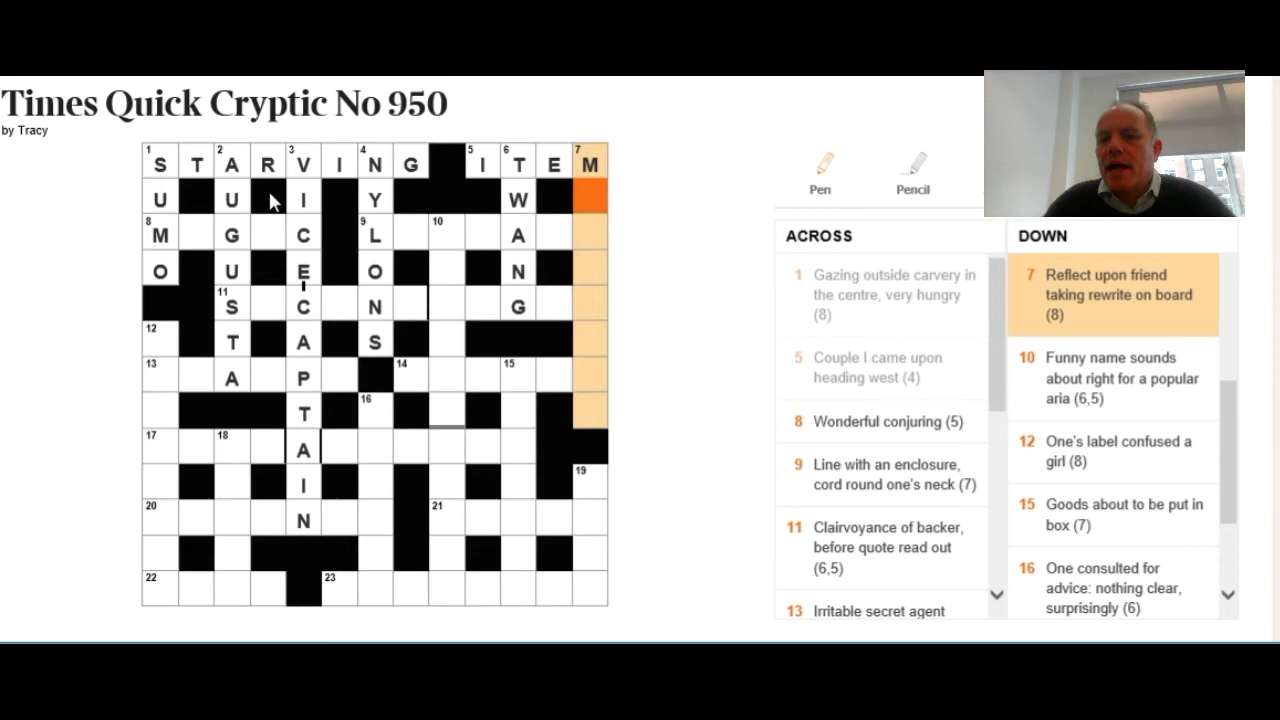 Times Quick Cryptic No 950
by Tracy
Pen
Pencil
1 2 3 4 5 6 7
S T A R V I N G I T E M
U U I Y W
8 9 10
M G C L A
O U E O N
11
S C N G
12
T A S
13 14 15
A P
16
T
17 18
A
19
I
20 21
N
22 23
ACROSS
1 Gazing outside carvery in
the centre, very hungry
(8)
5 Couple I came upon
heading west (4)
8 Wonderful conjuring (5)
9 Line with an enclosure,
cord round one's neck (7)
11 Clairvoyance of backer,
before quote read out
(6,5)
13 Irritable secret agent
DOWN
7 Reflect upon friend
taking rewrite on board
(8)
10 Funny name sounds
about right for a popular
aria (6,5)
12 One's label confused a
girl (8)
15 Goods about to be put in
box (7)
16 One consulted for
advice: nothing clear,
surprisingly (6)